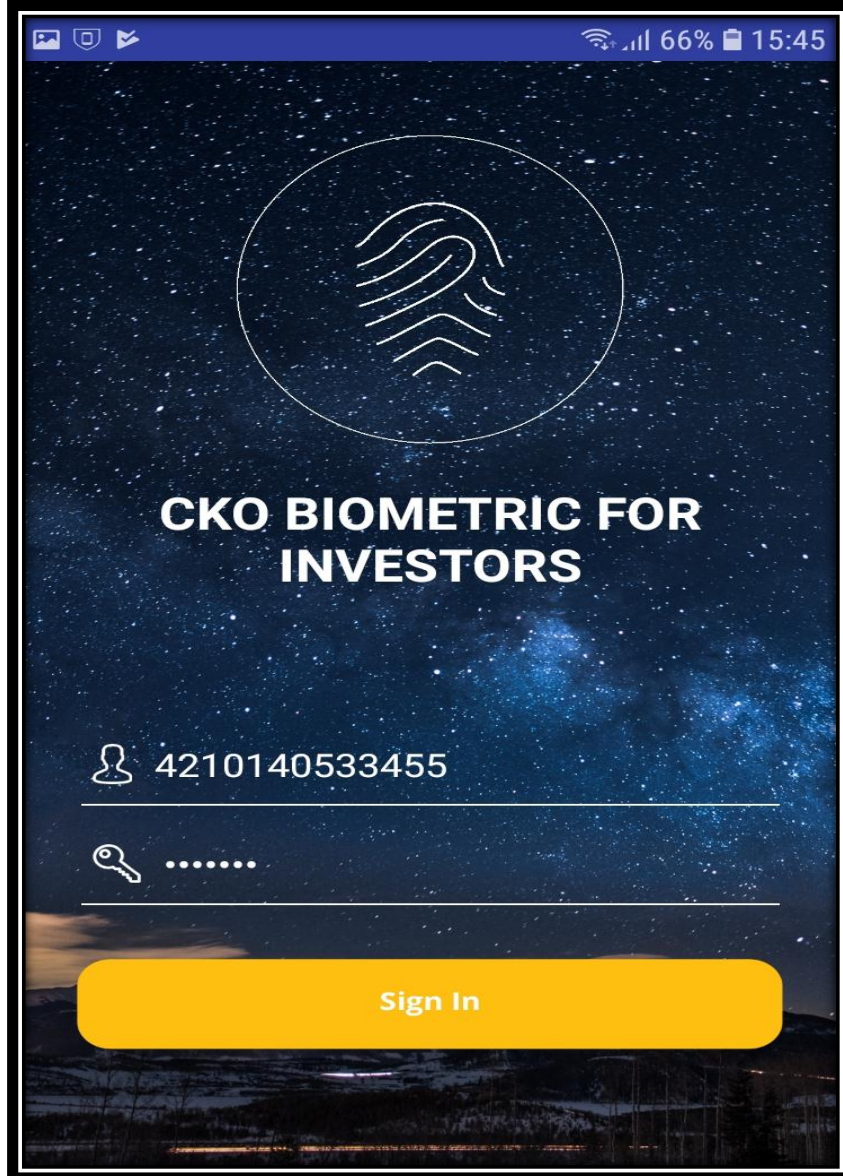 66% 15:45
CKO BIOMETRIC FOR
INVESTORS
4210140533455
•••••••
Sign In